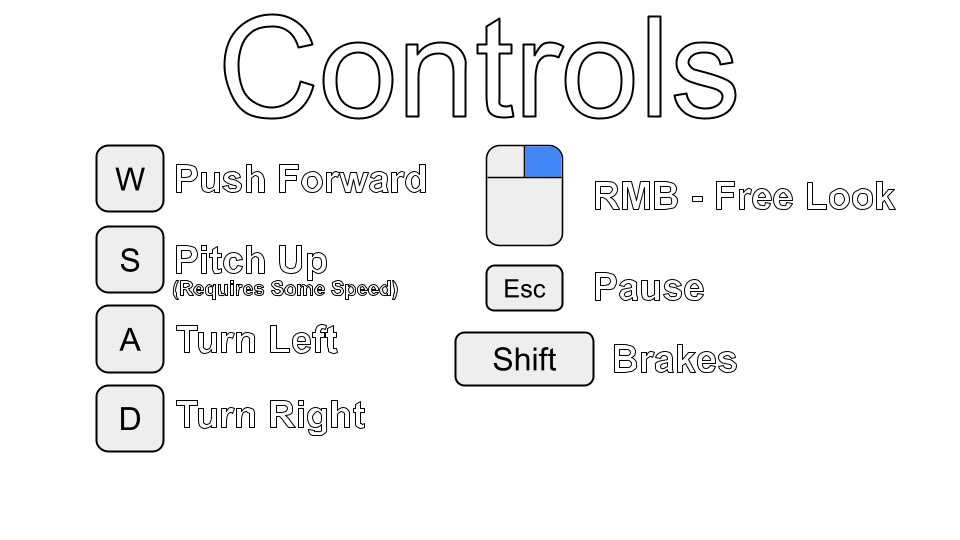 Controls
W Push Forward
S Pitch Up
(Requires Some Speed)
A Turn Left
D Turn Right
RMB - Free Look
Esc Pause
Shift Brakes